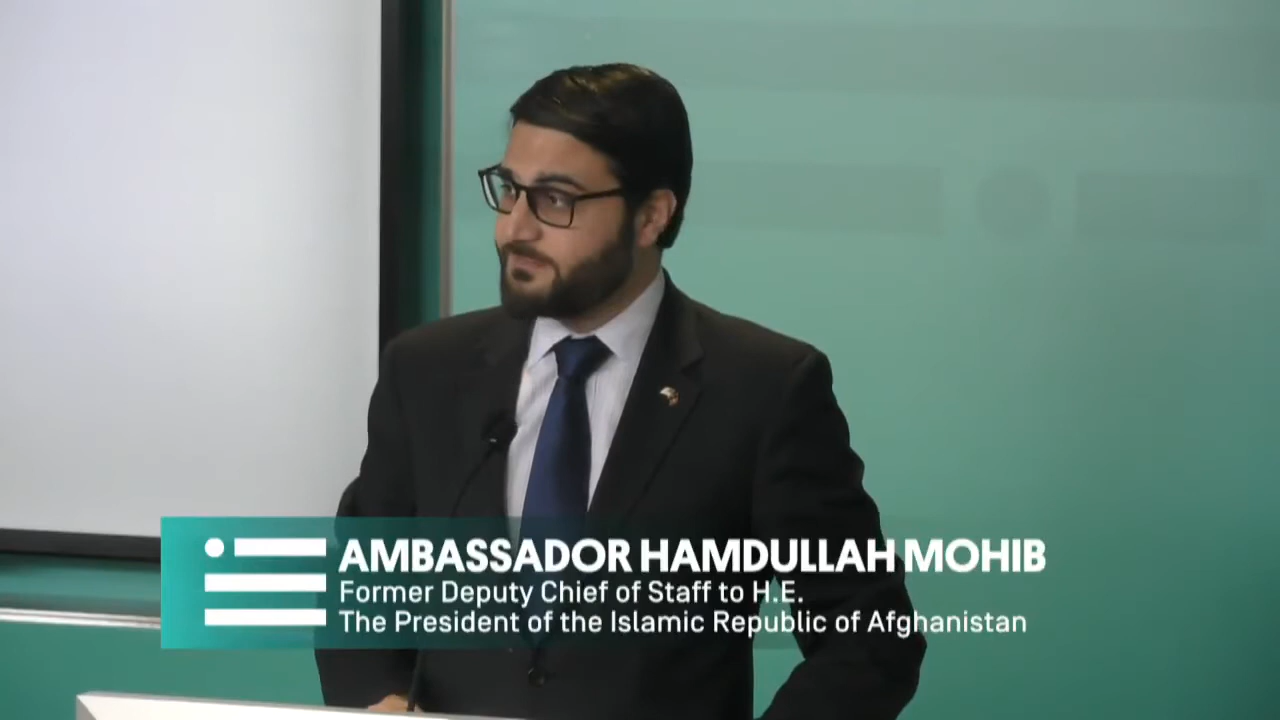 AMBASSADOR HAMDULLAH MOHIB
Former Deputy Chief of Staff to H.E.
The President of the Islamic Republic of Afghanistan